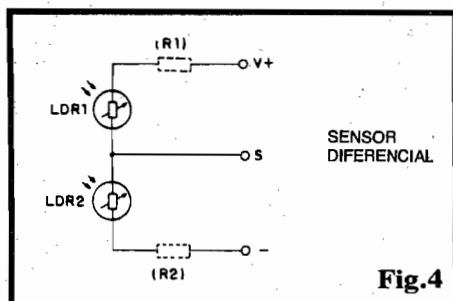 (R1)
V+
LDR1
S
SENSOR
DIFERENCIAL
LDR2
-
(R2)
Fig.4